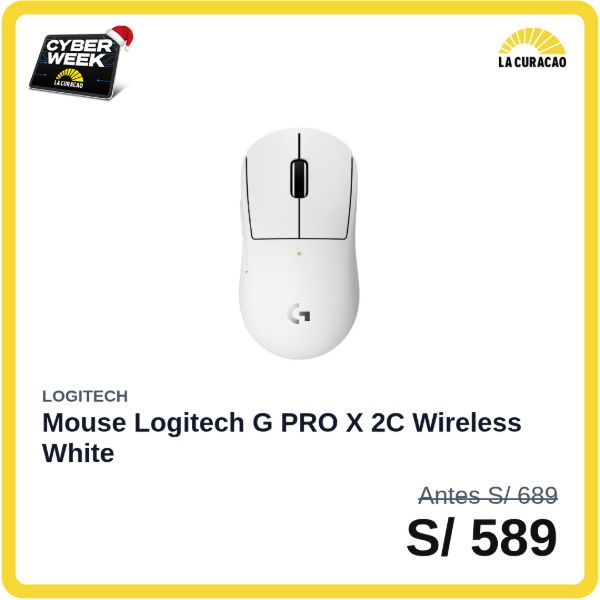 CYBER
WEEK
LA CURACAO
LA CURACAO
G
LOGITECH
Mouse Logitech G PRO X 2C Wireless
White
Antes S/ 689
S/ 589